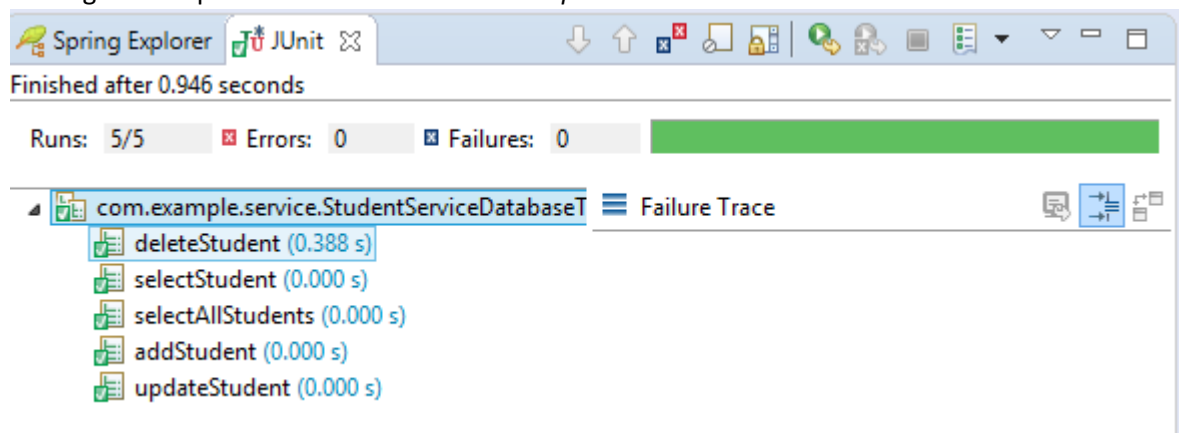 Spring Explorer JUnit
Finished after 0.946 seconds
Runs: 5/5 Errors: 0 Failures: 0
com.example.service.StudentServiceDatabaseT Failure Trace
deleteStudent (0.388 s)
selectStudent (0.000 s)
selectAllStudents (0.000 s)
addStudent (0.000 s)
updateStudent (0.000 s)